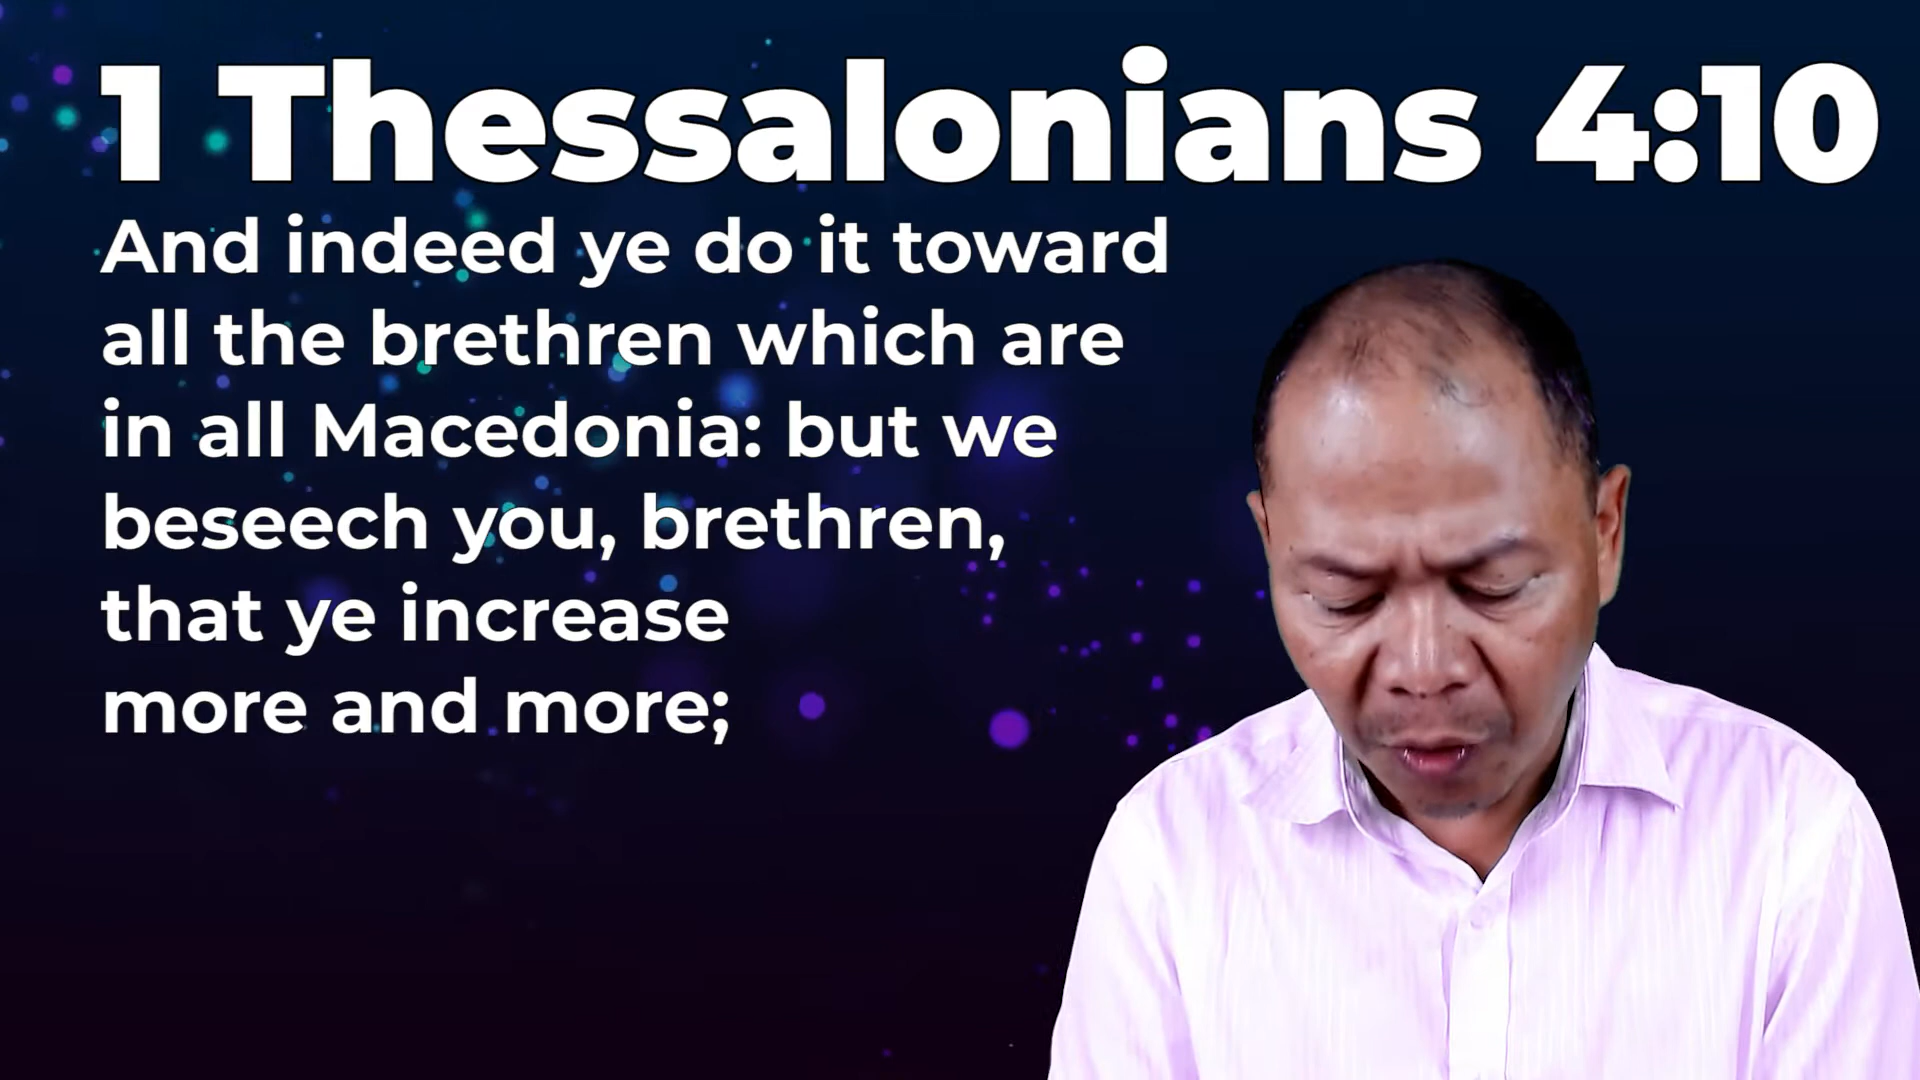 1 Thessalonians 4:10
And indeed ye do it toward
all the brethren which are
in all Macedonia: but we
beseech you, brethren,
that ye increase
more and more;